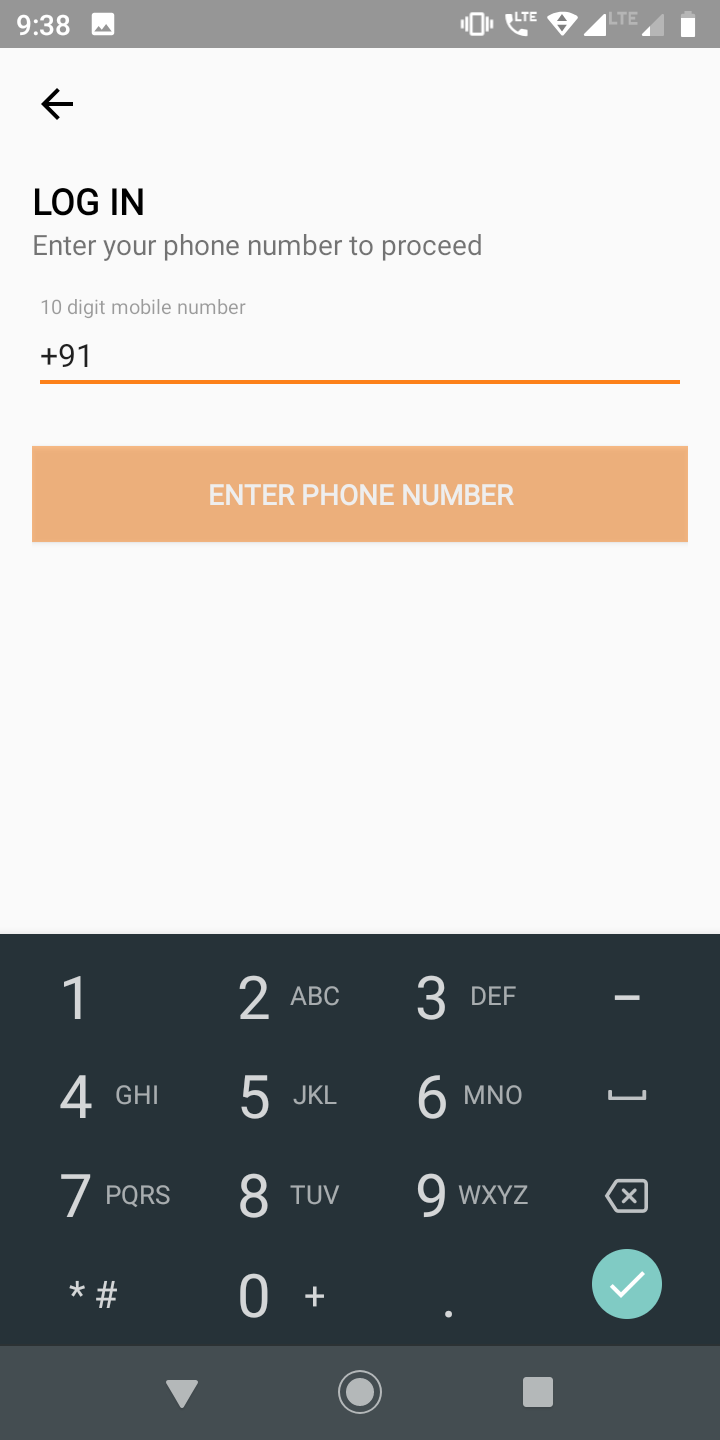 9:38 LTE LTE
LOG IN
Enter your phone number to proceed
10 digit mobile number
+91
ENTER PHONE NUMBER
1 2 ABC 3 DEF –
4 GHI 5 JKL 6 MNO
7 PQRS 8 TUV 9 WXYZ
* # 0 + .